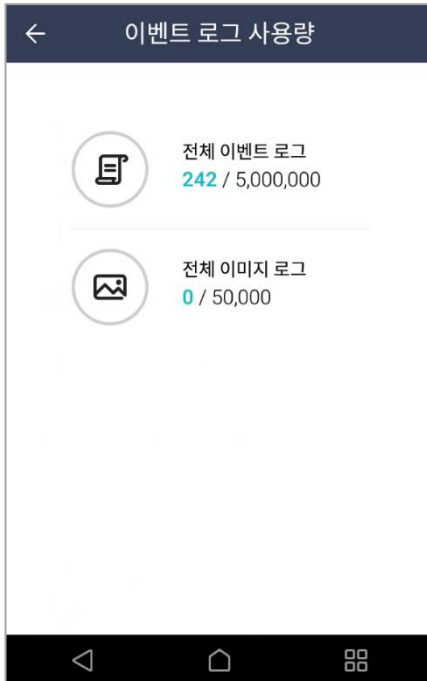 이벤트 로그 사용량
전체 이벤트 로그
242 / 5,000,000
전체 이미지 로그
0 / 50,000